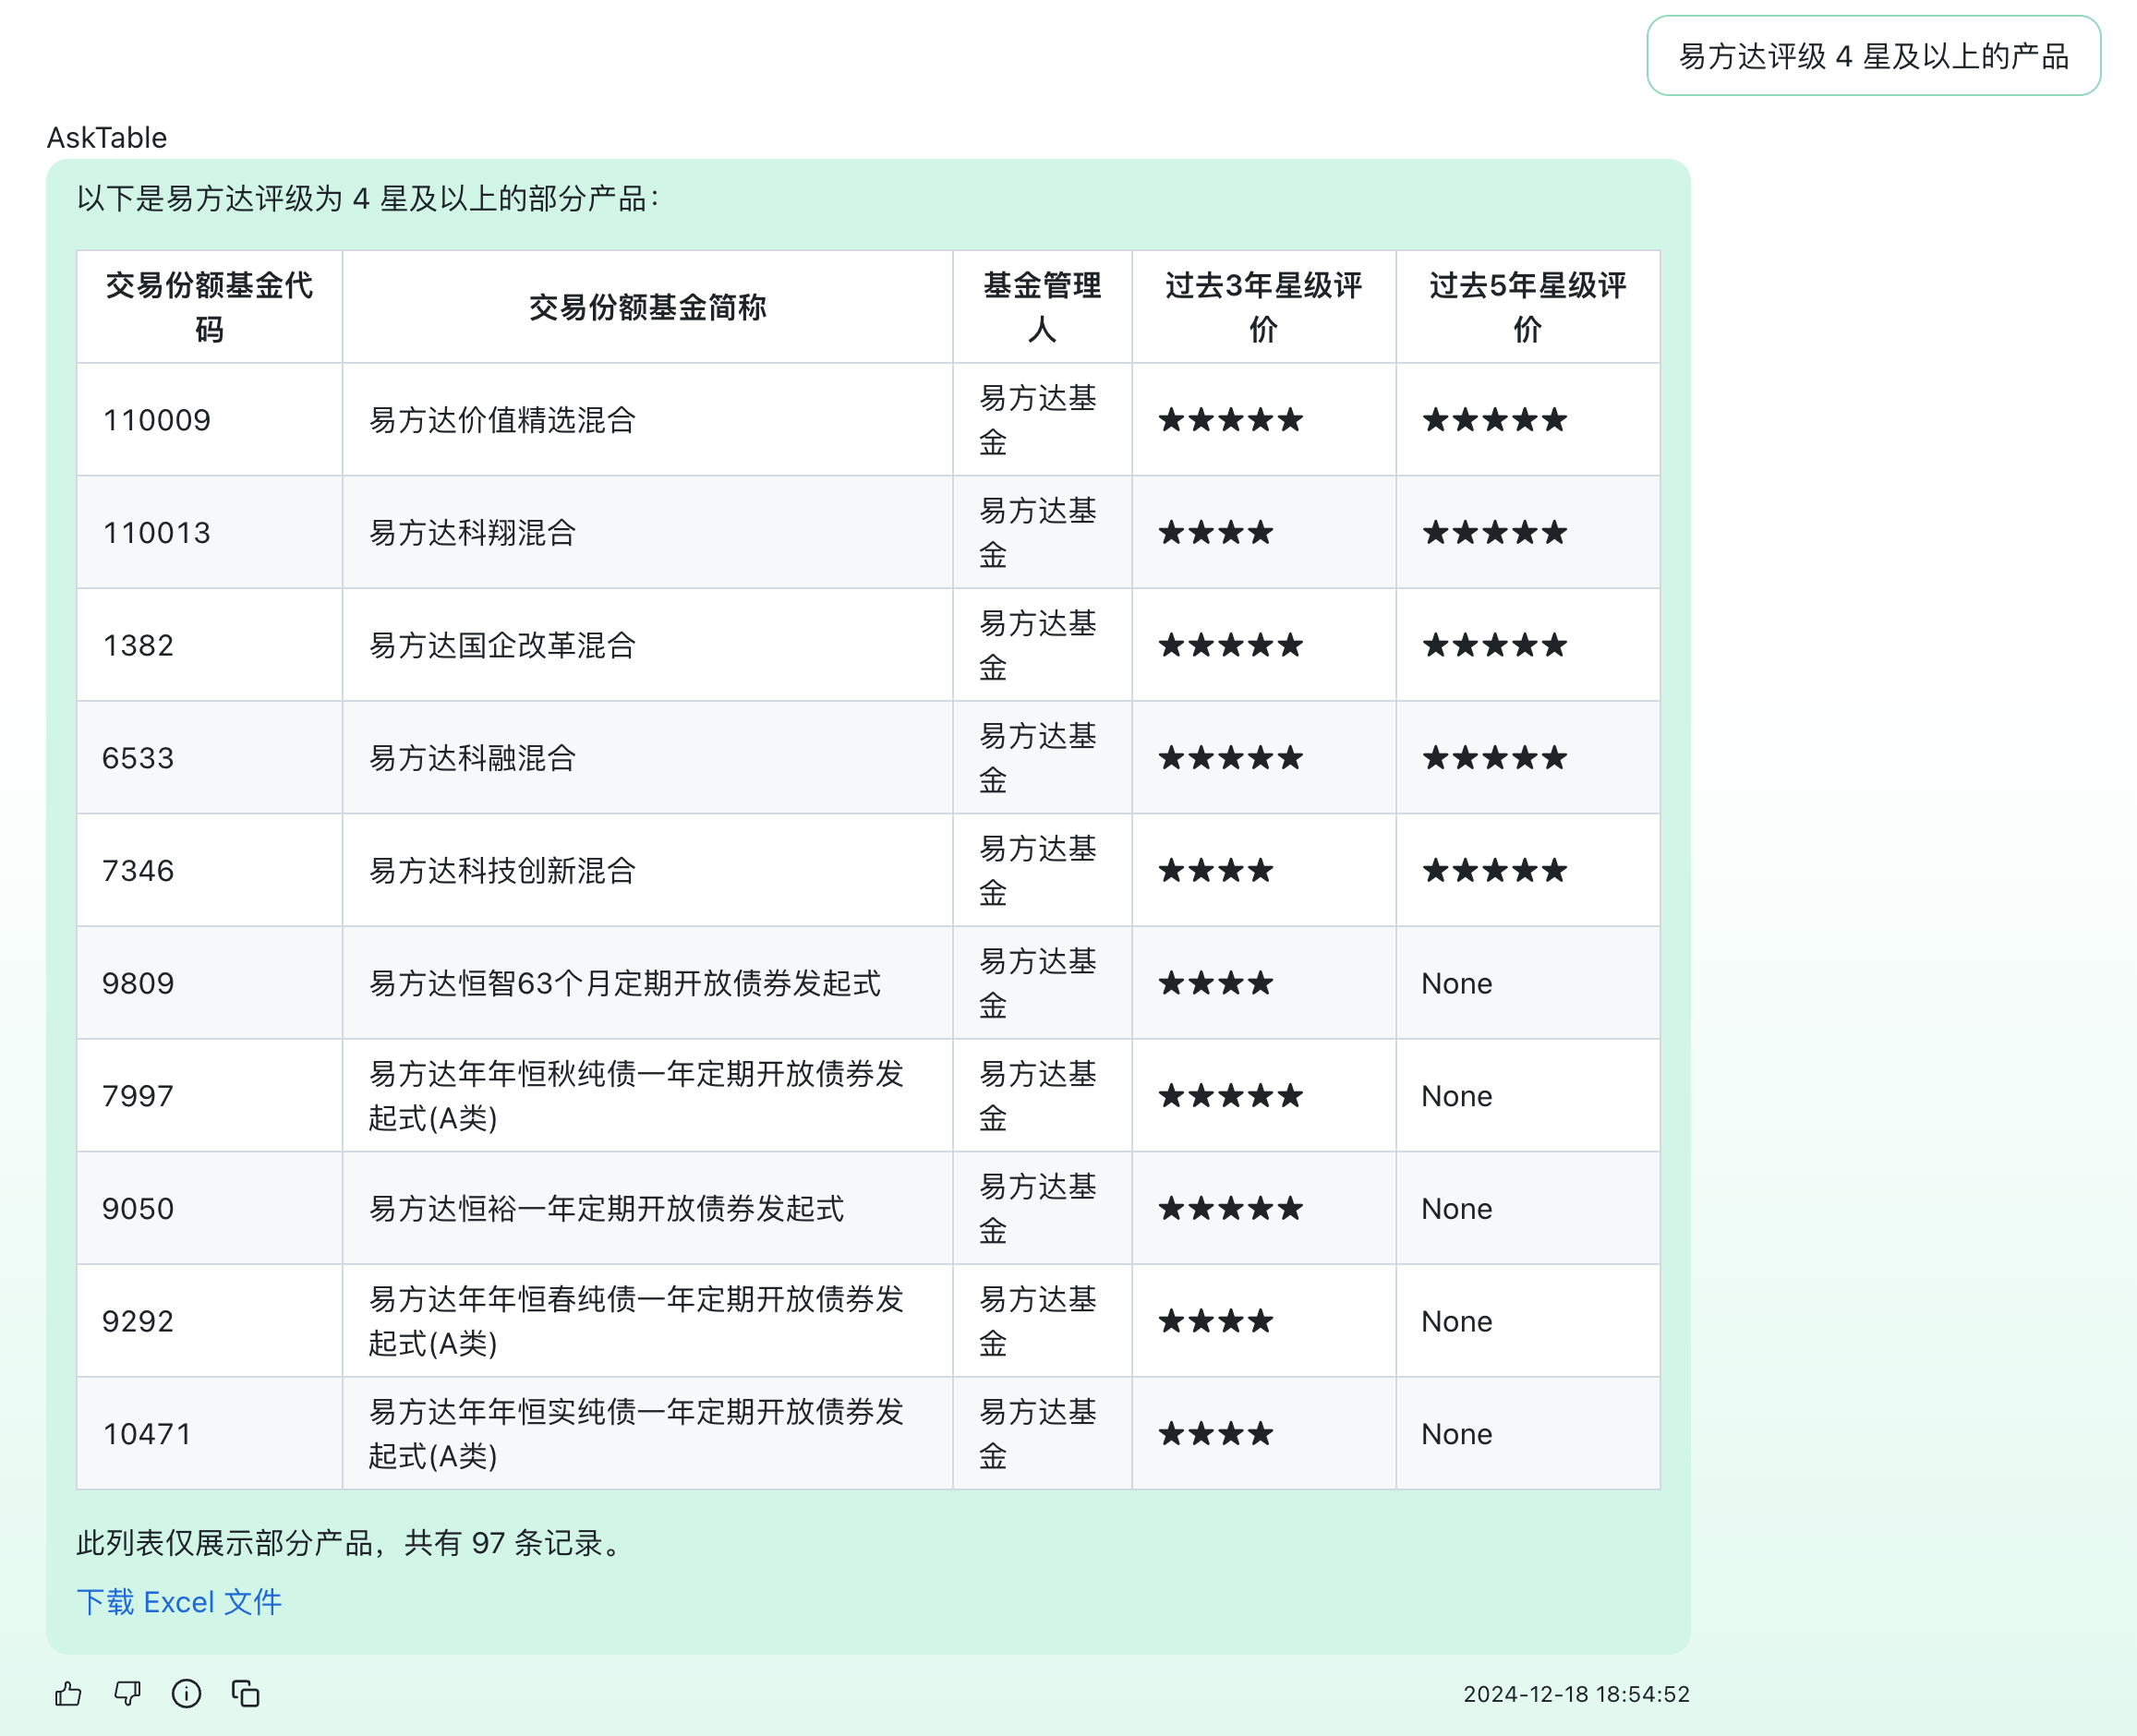 易方达评级 4 星及以上的产品
AskTable
以下是易方达评级为 4 星及以上的部分产品：
交易份额基金代
码
交易份额基金简称
基金管理
人
过去3年星级评
价
过去5年星级评
价
110009
易方达价值精选混合
易方达基
金
★★★★★
★★★★★
110013
易方达科翔混合
易方达基
金
★★★★
★★★★★
1382
易方达国企改革混合
易方达基
金
★★★★★
★★★★★
6533
易方达科融混合
易方达基
金
★★★★★
★★★★★
7346
易方达科技创新混合
易方达基
金
★★★★
★★★★★
9809
易方达恒智63个月定期开放债券发起式
易方达基
金
★★★★
None
7997
易方达年年恒秋纯债一年定期开放债券发
起式(A类)
易方达基
金
★★★★★
None
9050
易方达恒裕一年定期开放债券发起式
易方达基
金
★★★★★
None
9292
易方达年年恒春纯债一年定期开放债券发
起式(A类)
易方达基
金
★★★★
None
10471
易方达年年恒实纯债一年定期开放债券发
起式(A类)
易方达基
金
★★★★
None
此列表仅展示部分产品，共有 97 条记录。
下载 Excel 文件
2024-12-18 18:54:52